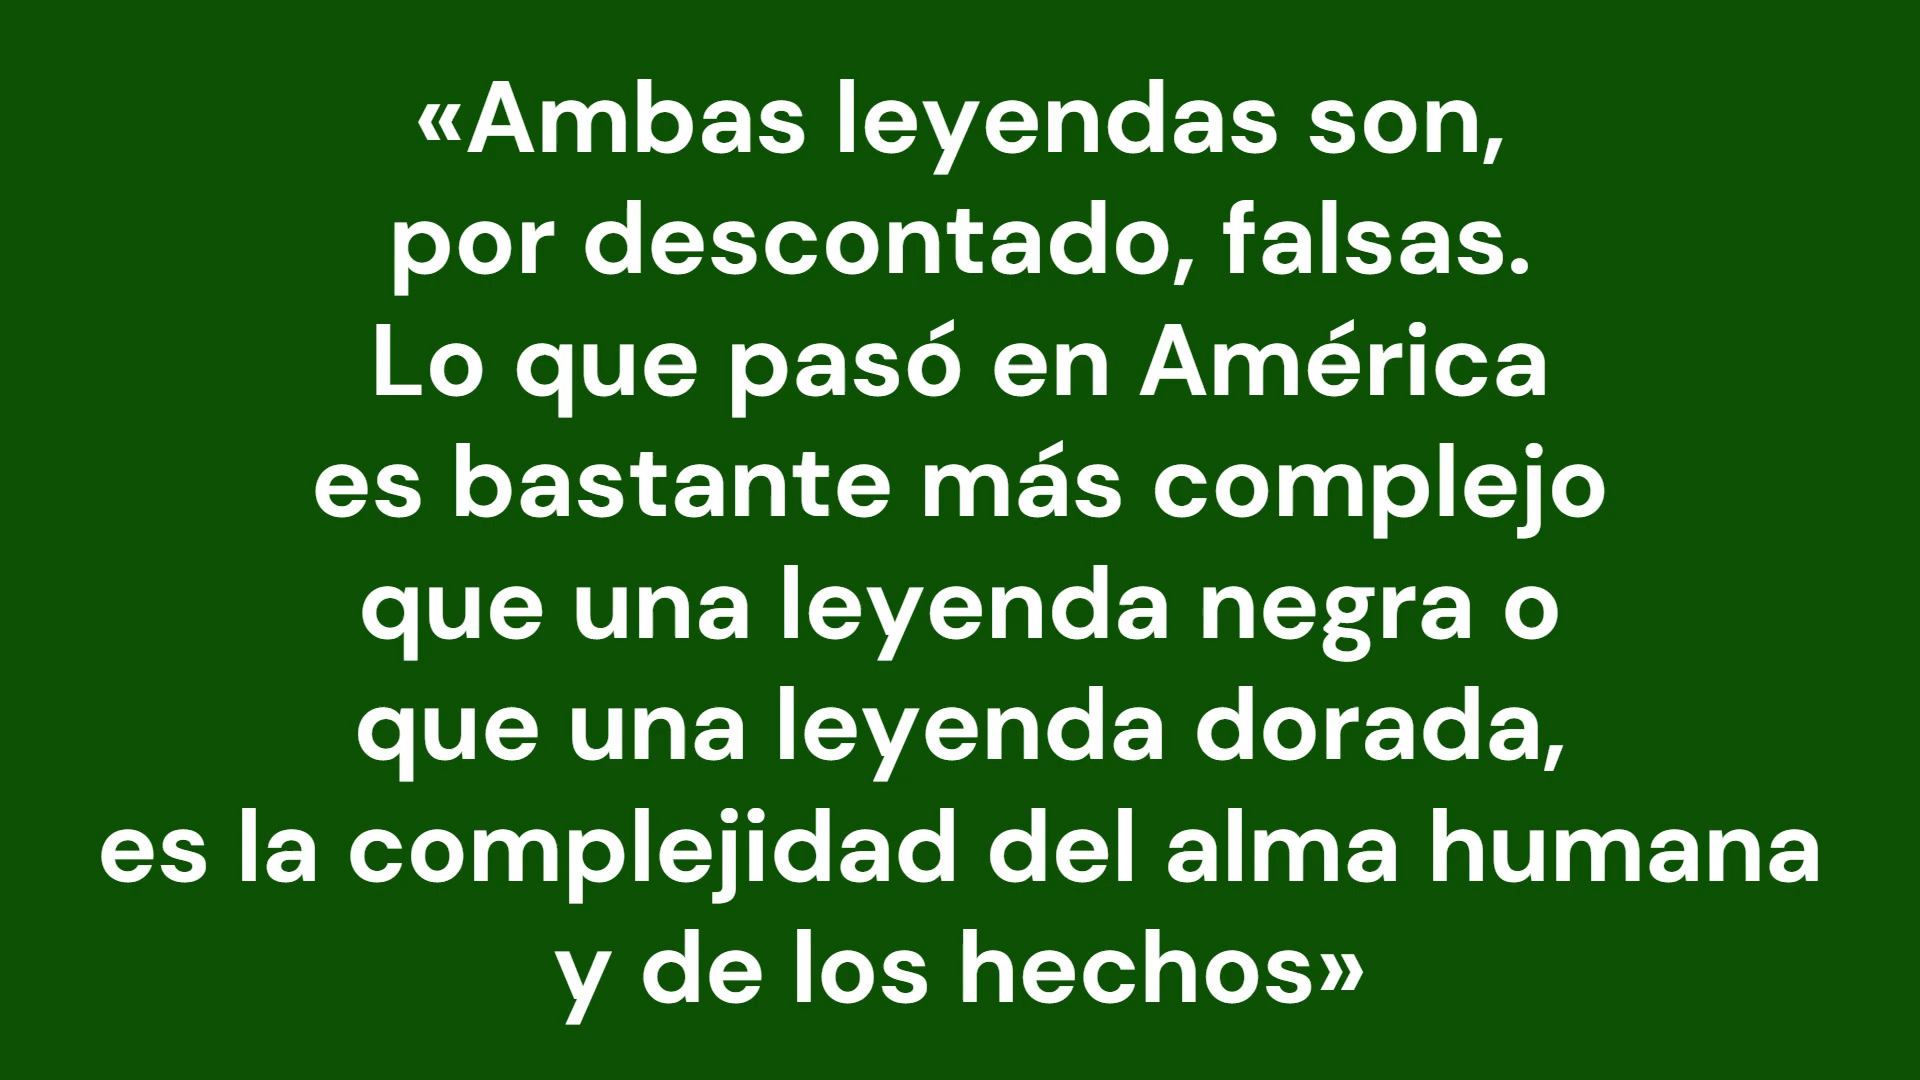 «Ambas leyendas son,
por descontado, falsas.
Lo que pasó en América
es bastante más complejo
que una leyenda negra o
que una leyenda dorada,
es la complejidad del alma humana
y de los hechos»